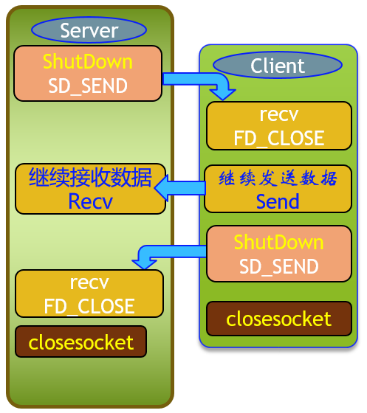 Server
ShutDown
SD_SEND
Client
recv
FD_CLOSE
继续接收数据
Recv
继续发送数据
Send
ShutDown
SD_SEND
recv
FD_CLOSE
closesocket
closesocket